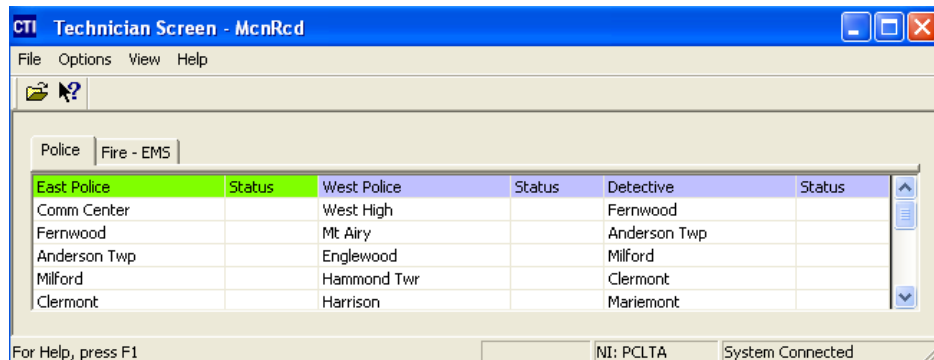 CTI Technician Screen - McnRcd
File Options View Help
Police Fire - EMS
East Police Status West Police Status Detective Status
Comm Center West High Fernwood
Fernwood Mt Airy Anderson Twp
Anderson Twp Englewood Milford
Milford Hammond Twr Clermont
Clermont Harrison Mariemont
For Help, press F1 NI: PCLTA System Connected